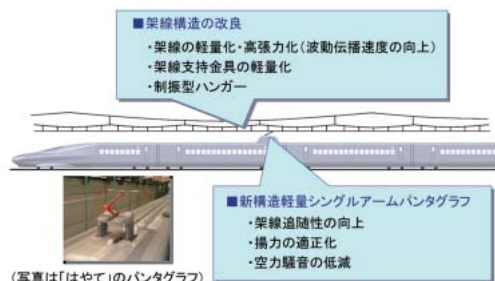 ■架線構造の改良
・架線の軽量化・高張力化(波動伝播速度の向上)
・架線支持金具の軽量化
・制振型ハンガー
■新構造軽量シングルアームパンタグラフ
・架線追随性の向上
・揚力の適正化
・空力騒音の低減
(写真は「はやて」のパンタグラフ)